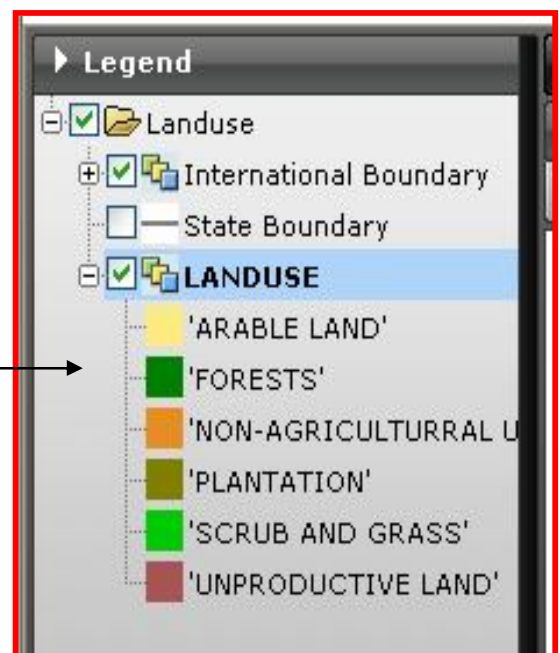 Legend
Landuse
International Boundary
State Boundary
LANDUSE
'ARABLE LAND'
'FORESTS'
'NON-AGRICULTURRAL U
'PLANTATION'
'SCRUB AND GRASS'
'UNPRODUCTIVE LAND'